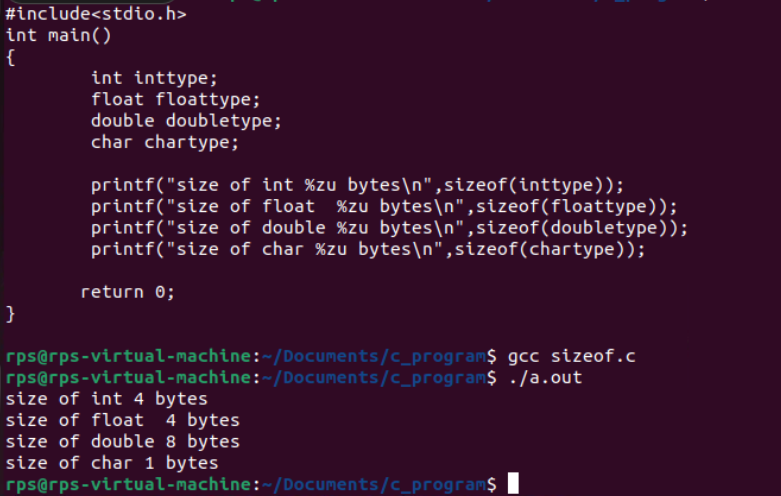 #include<stdio.h>
int main()
{
        int inttype;
        float floattype;
        double doubletype;
        char chartype;

        printf("size of int %zu bytes\n",sizeof(inttype));
        printf("size of float  %zu bytes\n",sizeof(floattype));
        printf("size of double %zu bytes\n",sizeof(doubletype));
        printf("size of char %zu bytes\n",sizeof(chartype));

       return 0;
}

rps@rps-virtual-machine:~/Documents/c_program$ gcc sizeof.c
rps@rps-virtual-machine:~/Documents/c_program$ ./a.out
size of int 4 bytes
size of float  4 bytes
size of double 8 bytes
size of char 1 bytes
rps@rps-virtual-machine:~/Documents/c_program$